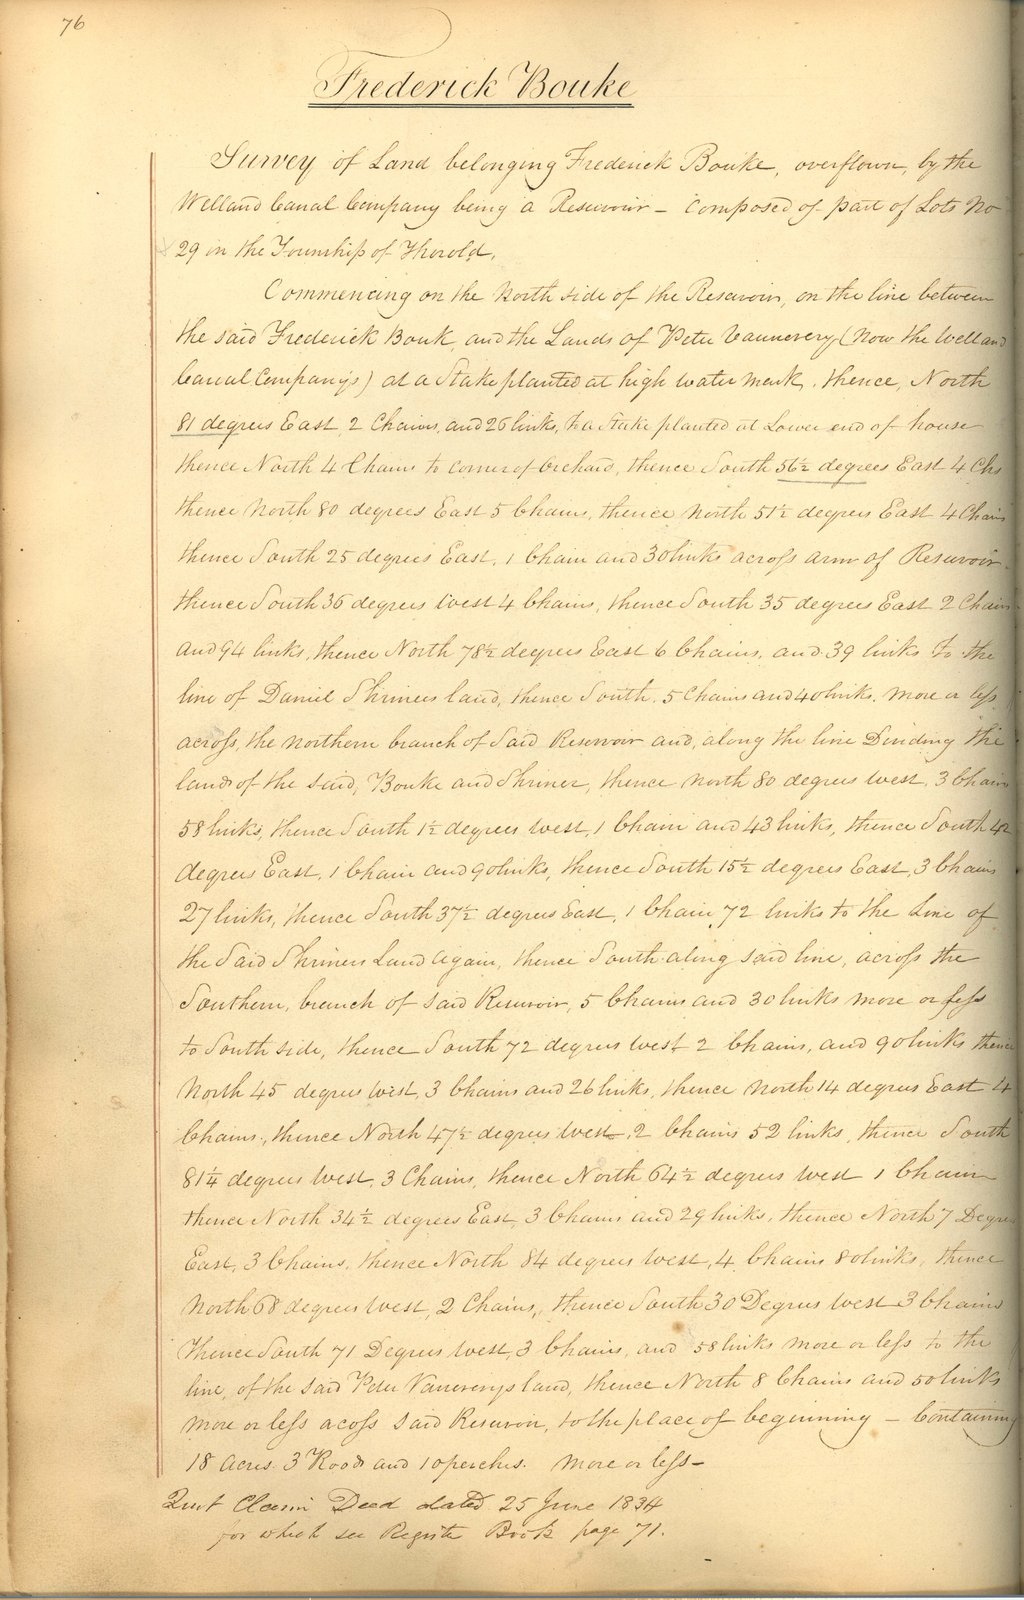 76
Frederick Bouke
Survey of Land belonging Frederick Bouke, overflown, by the
Welland Canal Company being a Reservoir – Composed of part of Lots No
29 in the Township of Thorold.
Commencing on the North side of the Reservoir, on the line between
the said Frederick Bouk, and the Lands of Peter Vanevery (now the Welland
Canal Company's) at a Stake planted at high water mark, thence, North
81 degrees East, 2 Chains, and 26 links, to a Stake planted at Lower end of house
thence North 4 Chains to corner of Orchard, thence South 56½ degrees East 4 Chs
thence North 80 degrees East 5 Chains, thence North 51½ degrees East 4 Chains
thence South 25 degrees East, 1 Chain and 30 links across arm of Reservoir
thence South 36 degrees West 4 Chains, thence South 35 degrees East 2 Chains
and 94 links, thence North 78½ degrees East 6 Chains, and 39 links to the
line of Daniel Shriners land, thence South, 5 Chains and 40 links, more or less
across, the northern branch of Said Reservoir and, along the line Dividing the
lands of the said, Bouke and Shriner, thence North 80 degrees West, 3 Chains
58 links, thence South 1½ degrees West, 1 Chain and 43 links, thence South 42
degrees East, 1 Chain and 90 links, thence South 15½ degrees East, 3 Chains
27 links, thence South 37½ degrees East, 1 Chain 72 links to the Line of
the Said Shriners Land again, thence South along said line, across the
Southern, branch of said Reservoir, 5 Chains and 30 links more or less
to South side, thence South 72 degrees West 2 Chains, and 90 links thence
North 45 degrees West, 3 Chains and 26 links, thence North 14 degrees East 4
Chains, thence North 47½ degrees West, 2 Chains 52 links, thence South
81¼ degrees West, 3 Chains, thence North 64½ degrees West 1 Chain
thence North 34½ degrees East, 3 Chains and 29 links, thence North 7 Degrees
East, 3 Chains, thence North 84 degrees West, 4 Chains 80 links, thence
North 68 degrees West, 2 Chains, thence South 30 Degrees West 3 Chains
thence South 71 Degrees West, 3 Chains, and 58 links more or less to the
line, of the said Peter Vaneverys land, thence North 8 Chains and 50 links
more or less acoss said Reservoir, to the place of beginning – Containing
18 acres 3 Roods and 10 perches. more or less –
Quit Claim Deed dated 25 June 1834
for which see Register Book page 71.